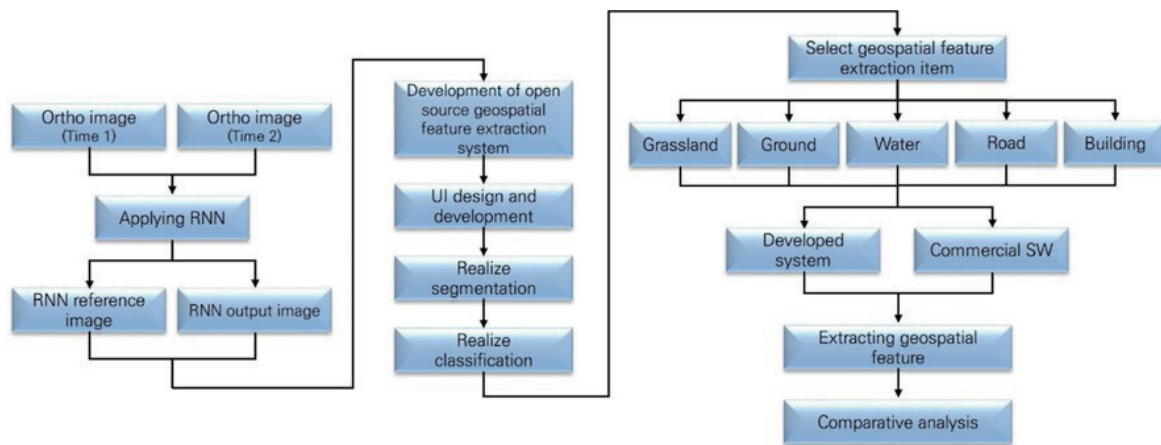 Ortho image
(Time 1)
Ortho image
(Time 2)
Applying RNN
RNN reference
image
RNN output image
Development of open
source geospatial
feature extraction
system
UI design and
development
Realize
segmentation
Realize
classification
Select geospatial feature
extraction item
Grassland
Ground
Water
Road
Building
Developed
system
Commercial SW
Extracting geospatial
feature
Comparative analysis